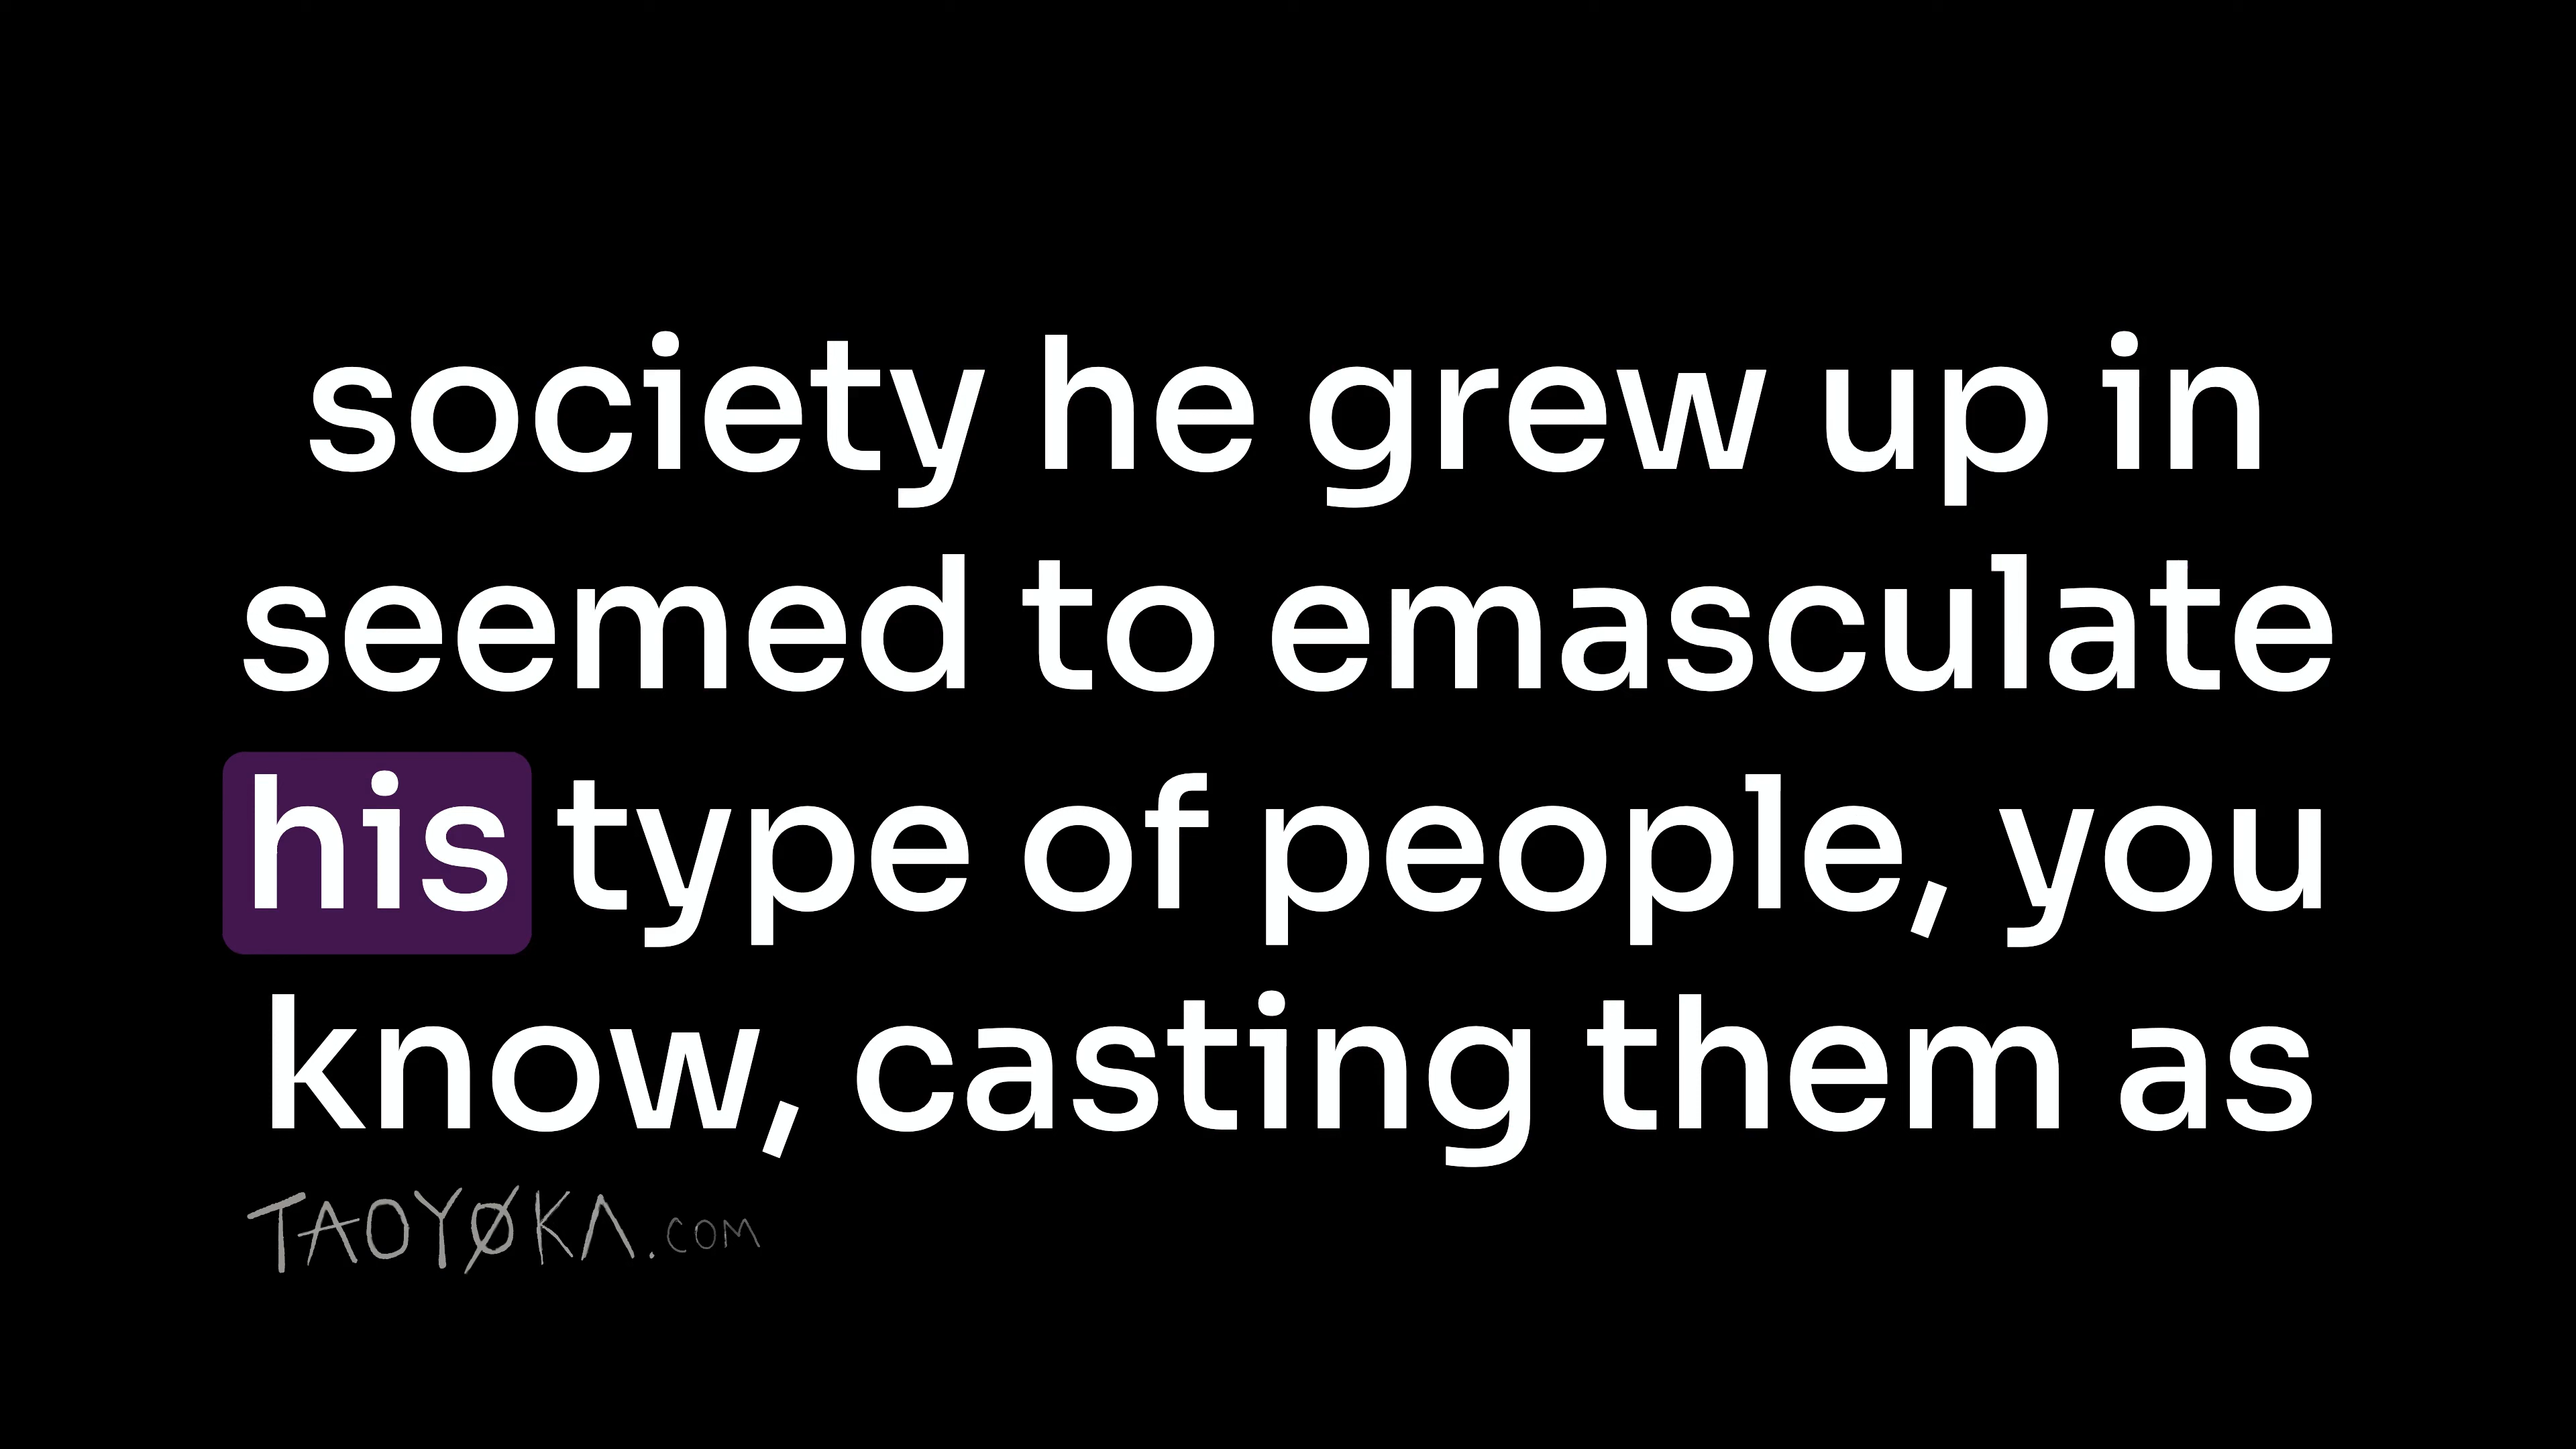 society he grew up in
seemed to emasculate
his type of people, you
know, casting them as
TAOYØKA.COM